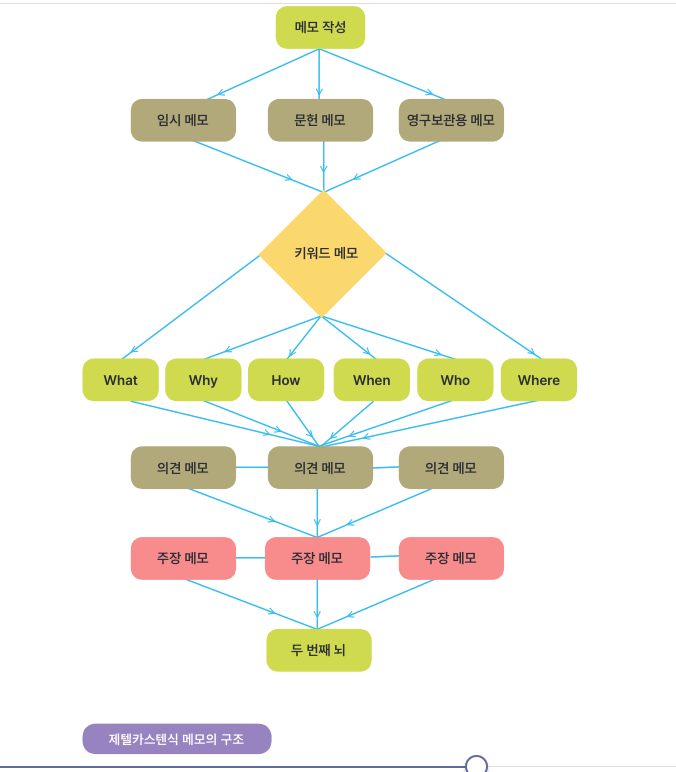 메모 작성
임시 메모
문헌 메모
영구보관용 메모
키워드 메모
What
Why
How
When
Who
Where
의견 메모
의견 메모
의견 메모
주장 메모
주장 메모
주장 메모
두 번째 뇌
제텔카스텐식 메모의 구조